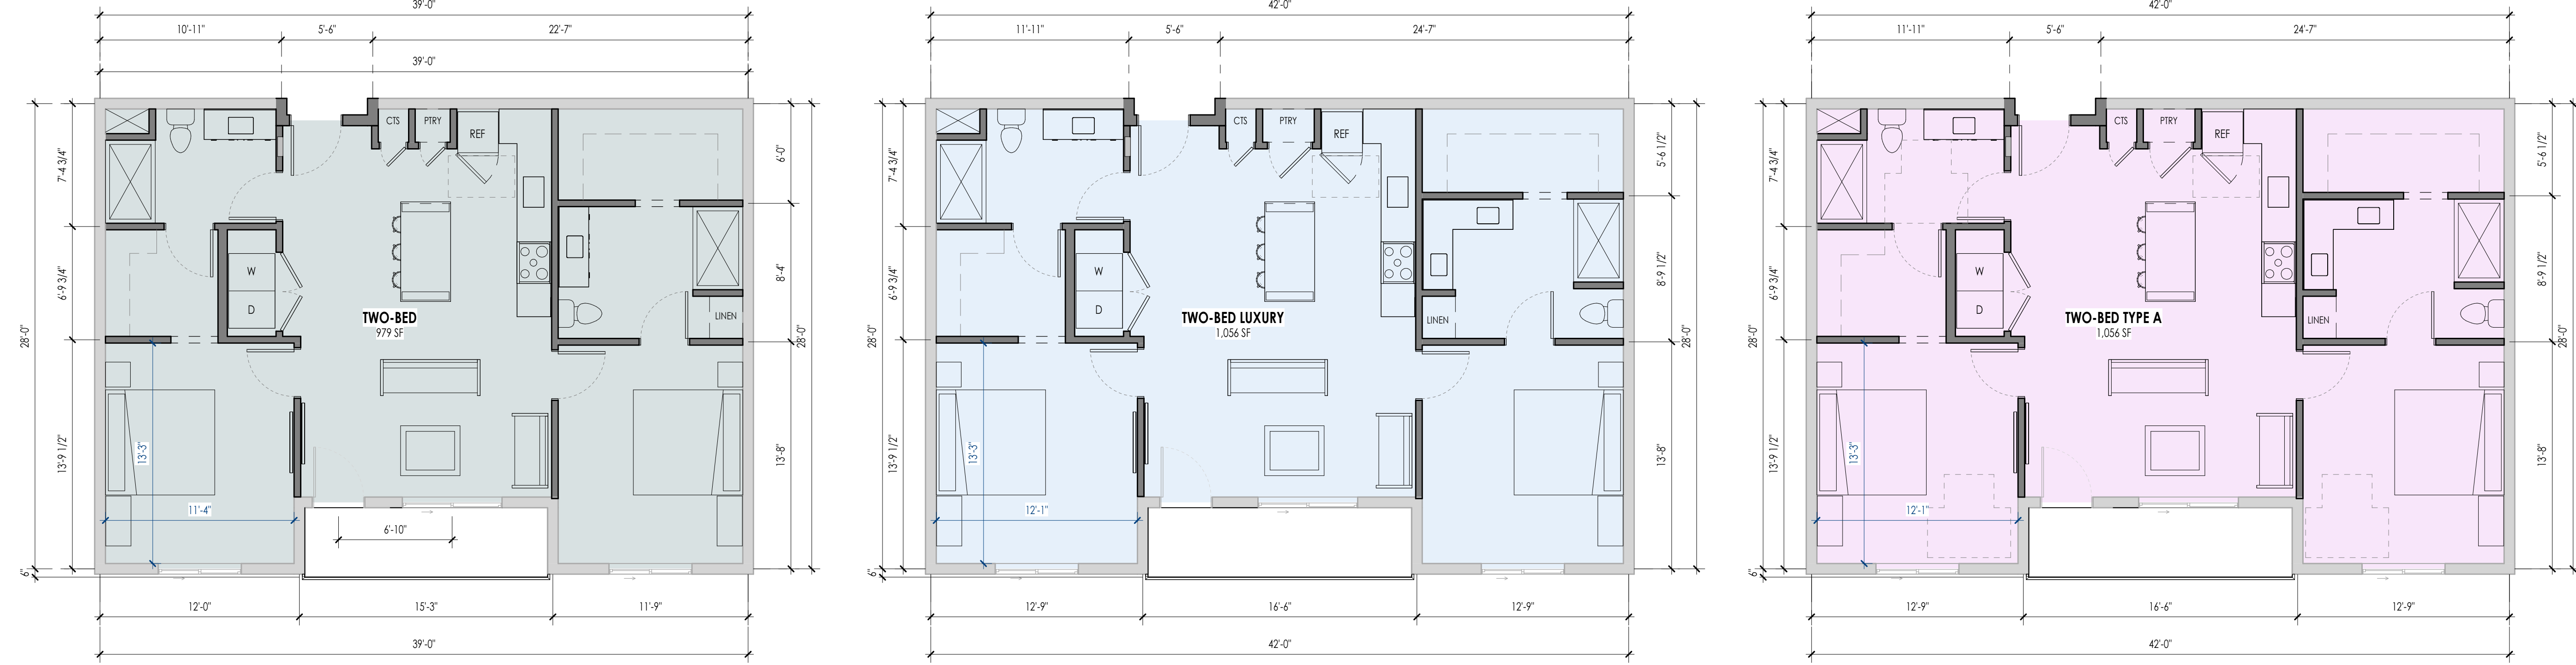 39'-0"
10'-11" 5'-6" 22'-7"
39'-0"
CTS PTRY REF
7'-4 3/4"
6'-0"
6'-9 3/4"
8'-4"
W
D
LINEN
TWO-BED
979 SF
28'-0"
28'-0"
13'-9 1/2"
13'-3"
13'-8"
11'-4"
6'-10"
6"
12'-0" 15'-3" 11'-9"
39'-0"
42'-0"
11'-11" 5'-6" 24'-7"
CTS PTRY REF
7'-4 3/4"
5'-6 1/2"
6'-9 3/4"
8'-9 1/2"
W
D
LINEN
TWO-BED LUXURY
1,056 SF
28'-0"
28'-0"
13'-9 1/2"
13'-3"
13'-8"
12'-1"
6"
12'-9" 16'-6" 12'-9"
42'-0"
42'-0"
11'-11" 5'-6" 24'-7"
CTS PTRY REF
7'-4 3/4"
5'-6 1/2"
6'-9 3/4"
8'-9 1/2"
W
D
LINEN
TWO-BED TYPE A
1,056 SF
28'-0"
28'-0"
13'-9 1/2"
13'-3"
13'-8"
12'-1"
6"
12'-9" 16'-6" 12'-9"
42'-0"